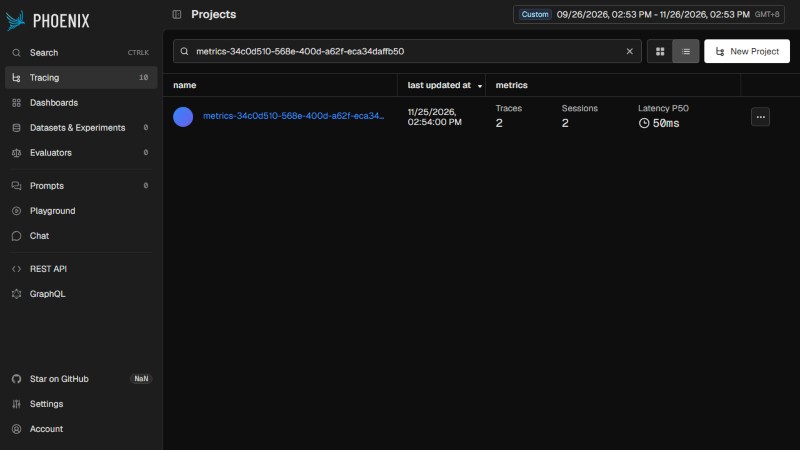 PHOENIX
Search CTRLK
Tracing 10
Dashboards
Datasets & Experiments 0
Evaluators 0
Prompts 0
Playground
Chat
REST API
GraphQL
Star on GitHub NaN
Settings
Account
Projects
Custom 09/26/2026, 02:53 PM - 11/26/2026, 02:53 PM GMT+8
metrics-34c0d510-568e-400d-a62f-eca34daffb50
New Project
name last updated at metrics
metrics-34c0d510-568e-400d-a62f-eca34...
11/25/2026,
02:54:00 PM
Traces Sessions Latency P50
2 2 50ms